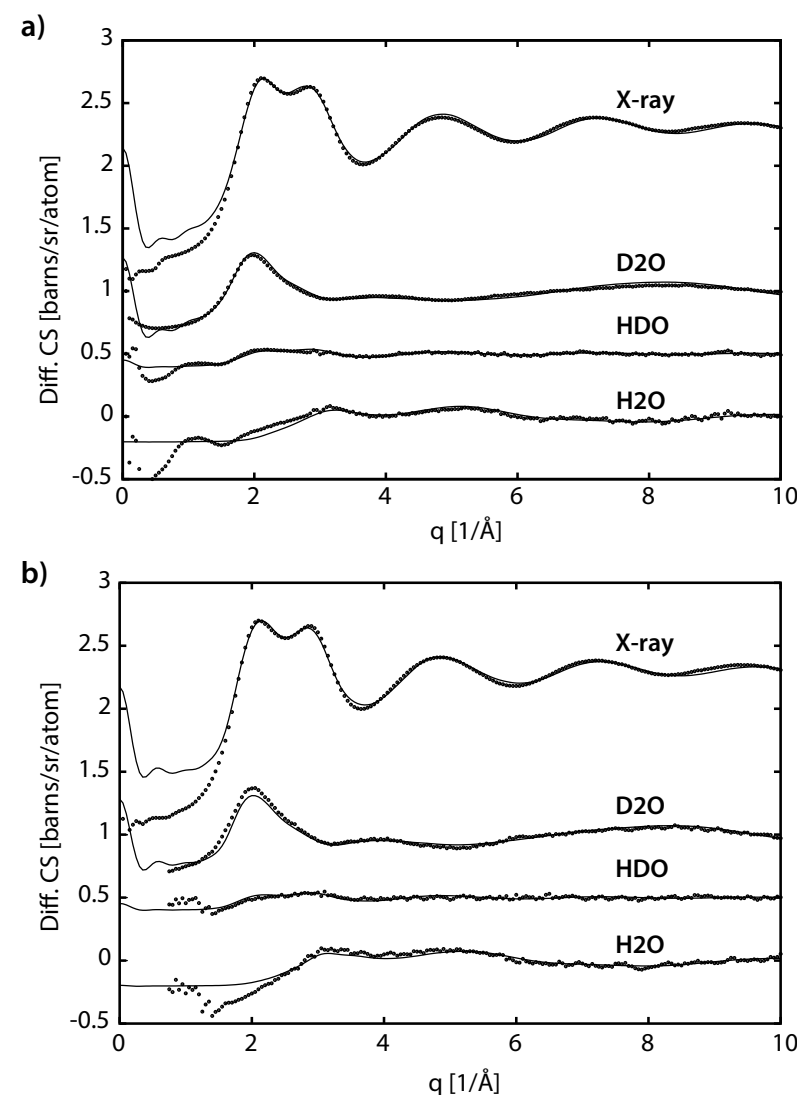 a)
3
2.5
2
1.5
1
0.5
0
-0.5
X-ray
D2O
HDO
H2O
Diff. CS [barns/sr/atom]
0 2 4 6 8 10
q [1/Å]
b)
3
2.5
2
1.5
1
0.5
0
-0.5
X-ray
D2O
HDO
H2O
Diff. CS [barns/sr/atom]
0 2 4 6 8 10
q [1/Å]